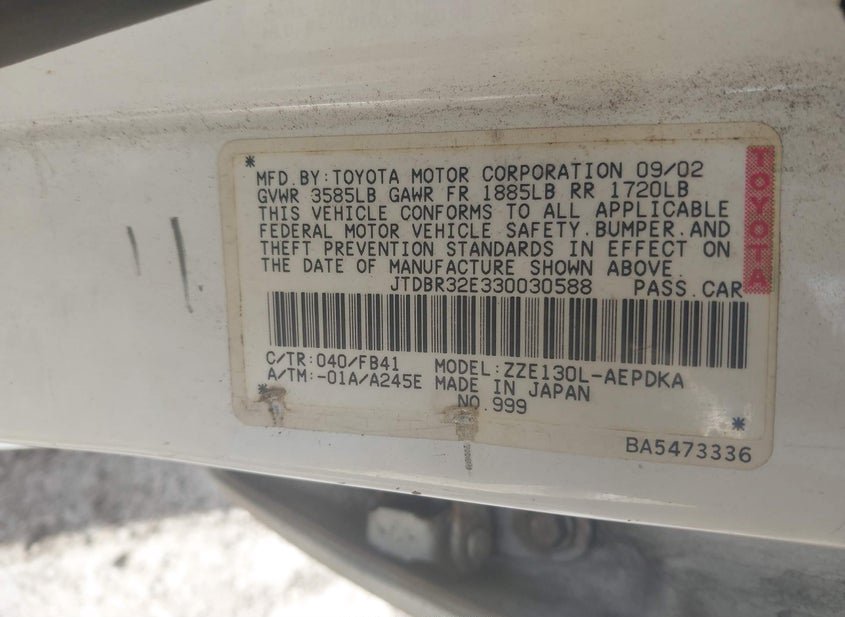 *
MFD. BY: TOYOTA MOTOR CORPORATION 09/02
GVWR 3585LB GAWR FR 1885LB RR 1720LB
THIS VEHICLE CONFORMS TO ALL APPLICABLE
FEDERAL MOTOR VEHICLE SAFETY. BUMPER. AND
THEFT PREVENTION STANDARDS IN EFFECT ON
THE DATE OF MANUFACTURE SHOWN ABOVE.
JTDBR32E330030588 PASS. CAR
TOYOTA
C/TR: 040/FB41 MODEL: ZZE130L-AEPDKA
A/TM: -01A/A245E MADE IN JAPAN
* NO. 999 *
BA5473336